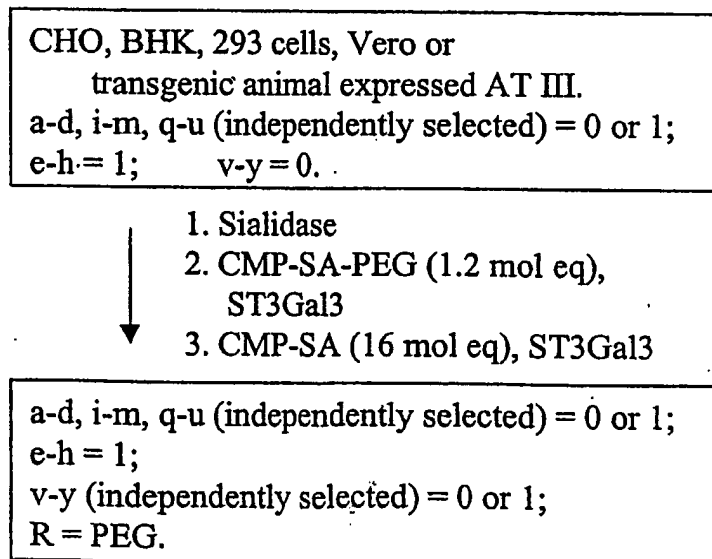 CHO, BHK, 293 cells, Vero or
transgenic animal expressed AT III.
a-d, i-m, q-u (independently selected) = 0 or 1;
e-h = 1; v-y = 0.
1. Sialidase
2. CMP-SA-PEG (1.2 mol eq),
ST3Gal3
3. CMP-SA (16 mol eq), ST3Gal3
a-d, i-m, q-u (independently selected) = 0 or 1;
e-h = 1;
v-y (independently selected) = 0 or 1;
R = PEG.